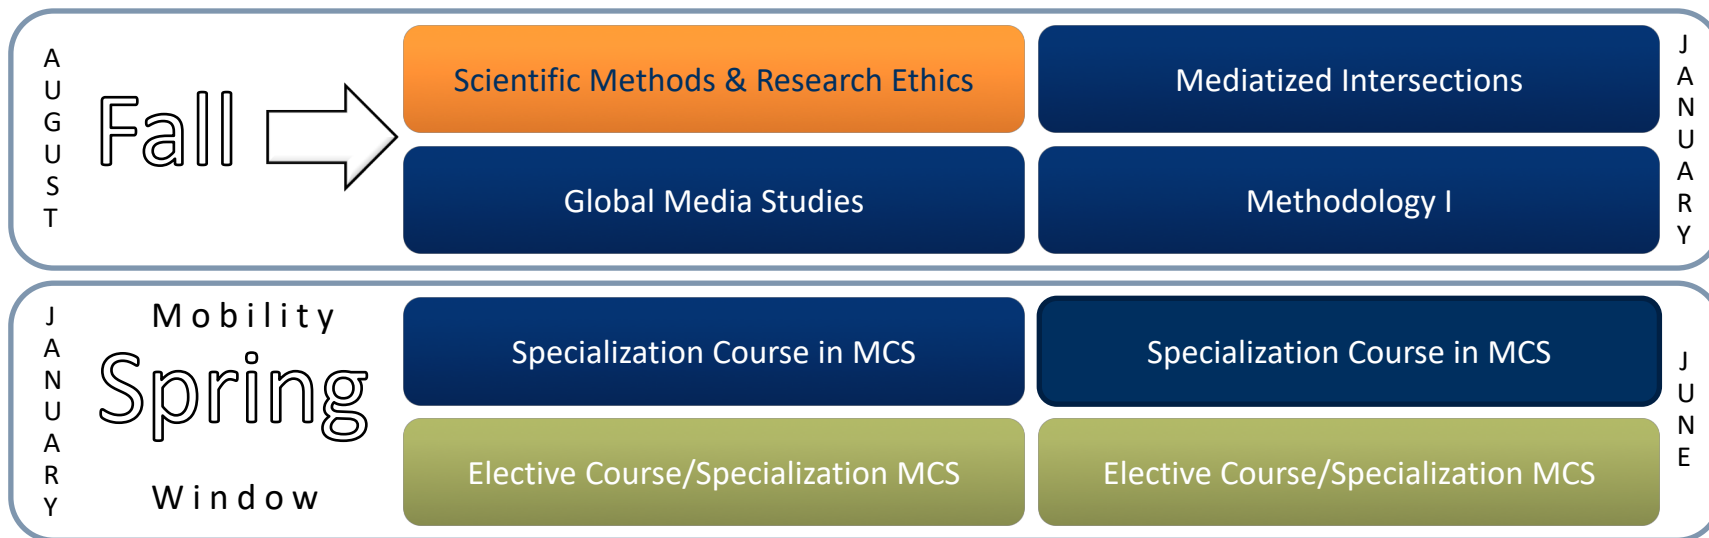 AUGUST
Fall
Scientific Methods & Research Ethics
Mediatized Intersections
Global Media Studies
Methodology I
JANUARY
JANUARY
Mobility
Spring
Window
Specialization Course in MCS
Specialization Course in MCS
Elective Course/Specialization MCS
Elective Course/Specialization MCS
JUNE